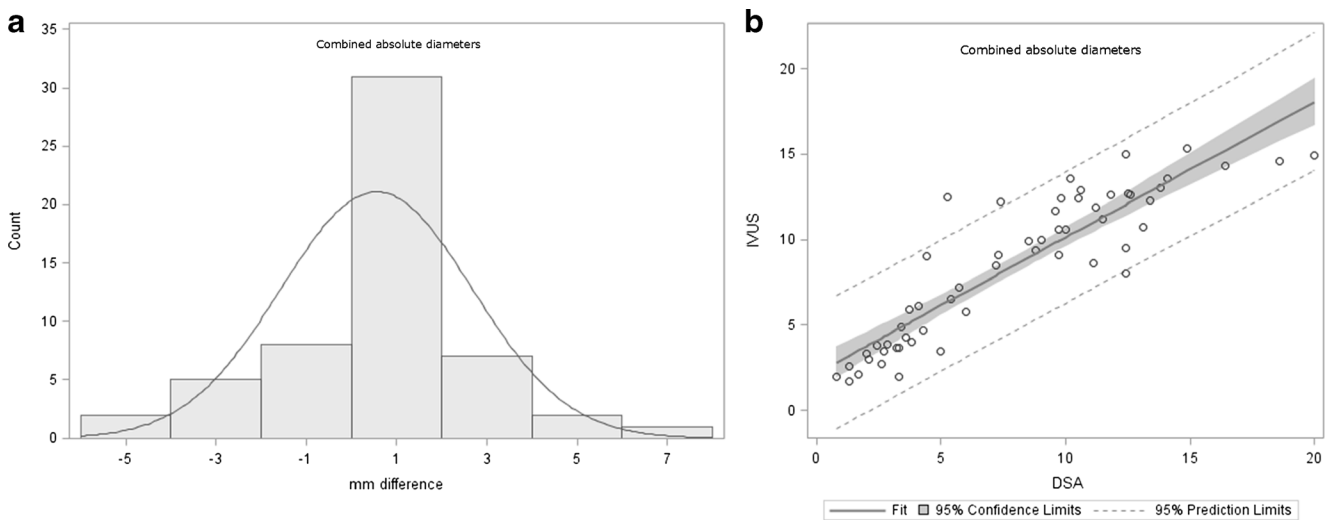 a
Combined absolute diameters
Count
35
30
25
20
15
10
5
0
-5 -3 -1 1 3 5 7
mm difference
b
Combined absolute diameters
IVUS
20
15
10
5
0
0 5 10 15 20
DSA
Fit 95% Confidence Limits 95% Prediction Limits